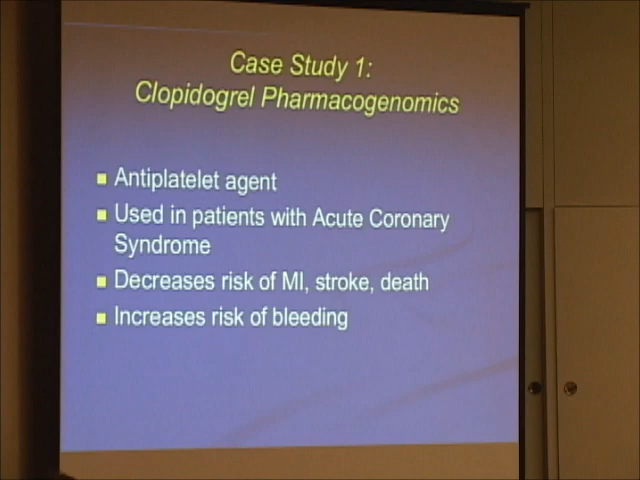 Case Study 1:
Clopidogrel Pharmacogenomics
Antiplatelet agent
Used in patients with Acute Coronary
Syndrome
Decreases risk of MI, stroke, death
Increases risk of bleeding